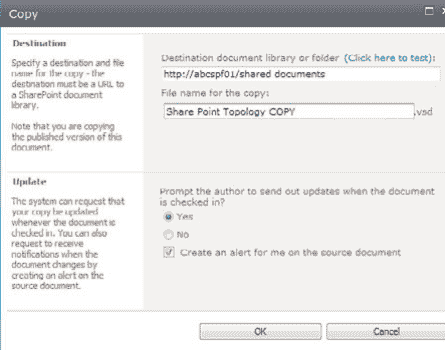 Copy
Destination
Specify a destination and file
name for the copy - the
destination must be a URL to
a SharePoint document
library.
Note that you are copying
the published version of this
document.
Destination document library or folder (Click here to test):
http://abcspf01/shared documents
File name for the copy:
Share Point Topology COPY .vsd
Update
The system can request that
your copy be updated
whenever the document is
checked in. You can also
request to receive
notifications when the
document changes by
creating an alert on the
source document.
Prompt the author to send out updates when the document
is checked in?
Yes
No
Create an alert for me on the source document
OK Cancel